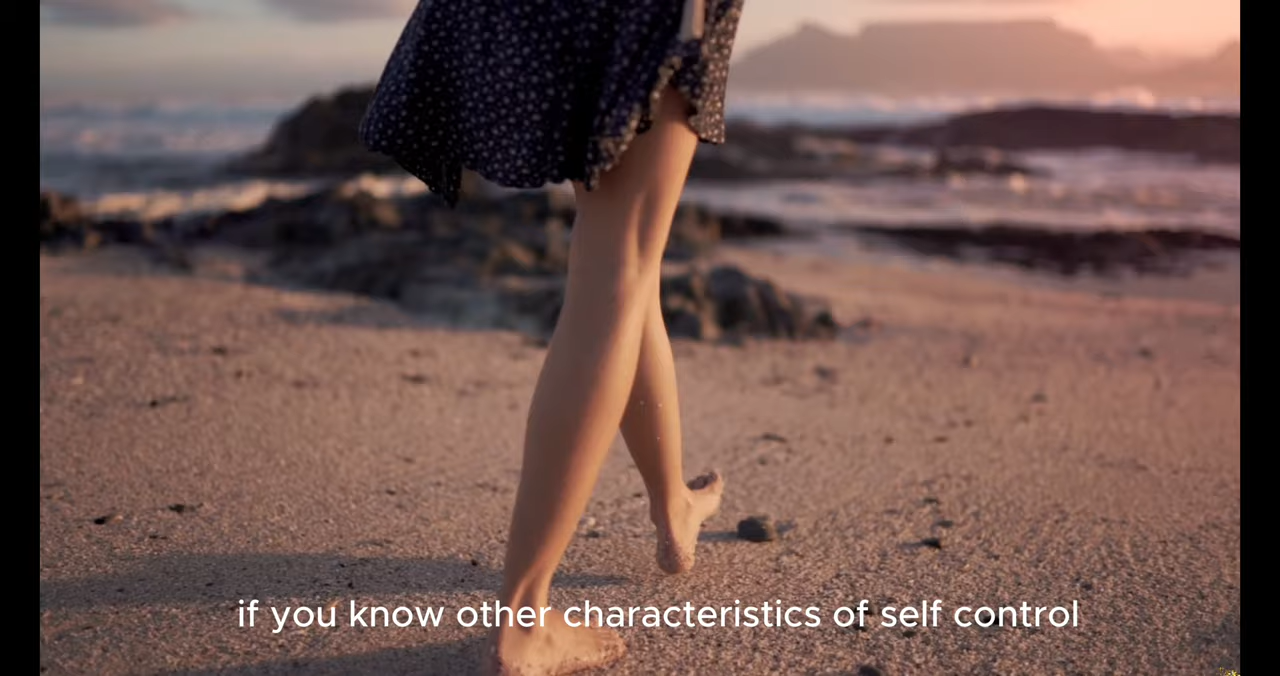 if you know other characteristics of self control